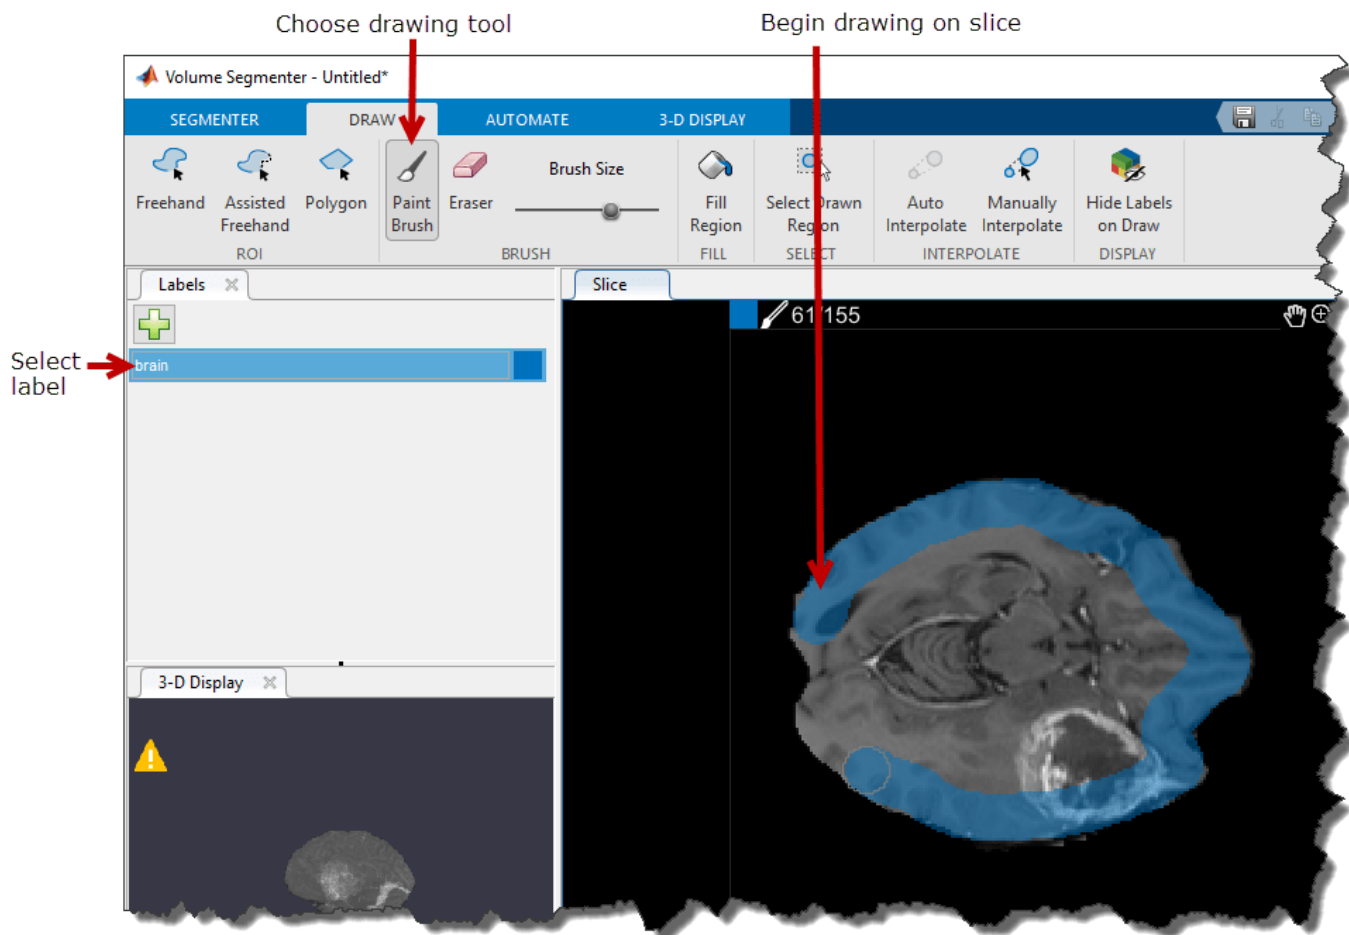 Choose drawing tool
Begin drawing on slice
Volume Segmenter - Untitled*
SEGMENTER
DRAW
AUTOMATE
3-D DISPLAY
Freehand
Assisted
Freehand
Polygon
Paint
Brush
Eraser
Brush Size
Fill
Region
Select Drawn
Region
Auto
Interpolate
Manually
Interpolate
Hide Labels
on Draw
ROI
BRUSH
FILL
SELECT
INTERPOLATE
DISPLAY
Labels
Slice
61/155
Select
label
brain
3-D Display